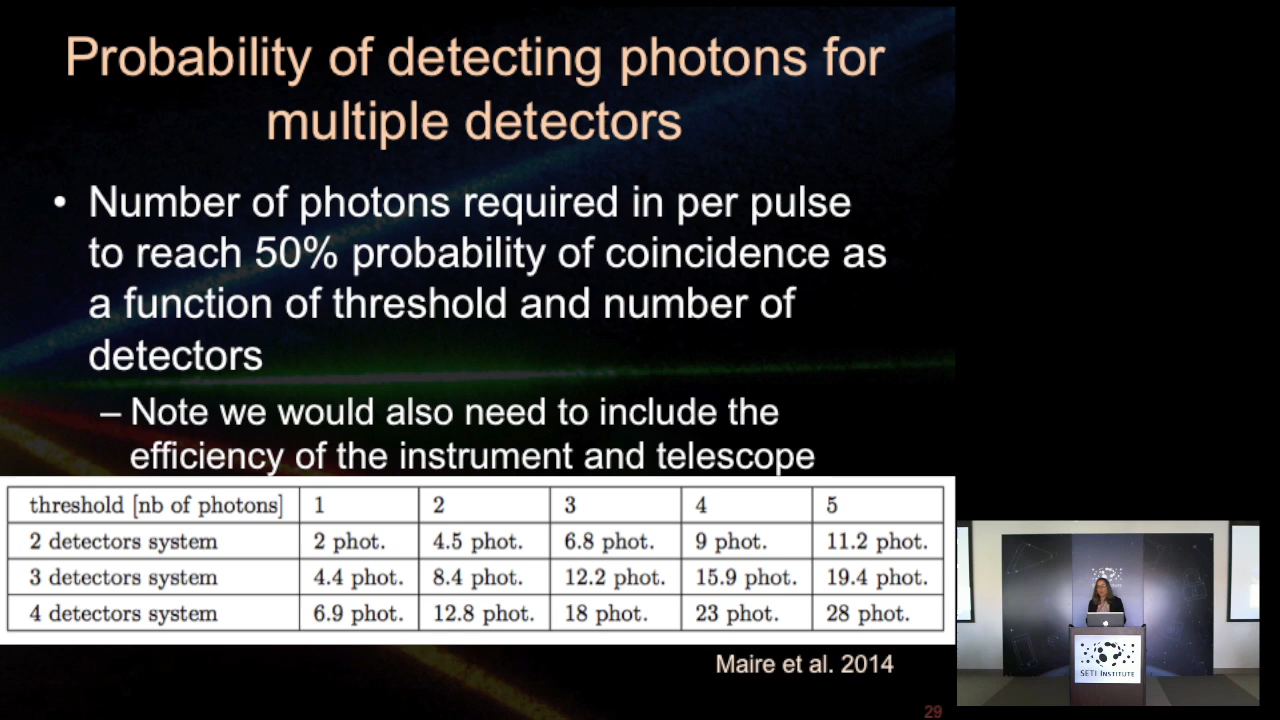 Probability of detecting photons for
multiple detectors
• Number of photons required in per pulse
to reach 50% probability of coincidence as
a function of threshold and number of
detectors
– Note we would also need to include the
efficiency of the instrument and telescope
threshold [nb of photons] 1 2 3 4 5
2 detectors system 2 phot. 4.5 phot. 6.8 phot. 9 phot. 11.2 phot.
3 detectors system 4.4 phot. 8.4 phot. 12.2 phot. 15.9 phot. 19.4 phot.
4 detectors system 6.9 phot. 12.8 phot. 18 phot. 23 phot. 28 phot.
Maire et al. 2014
29
SETI INSTITUTE